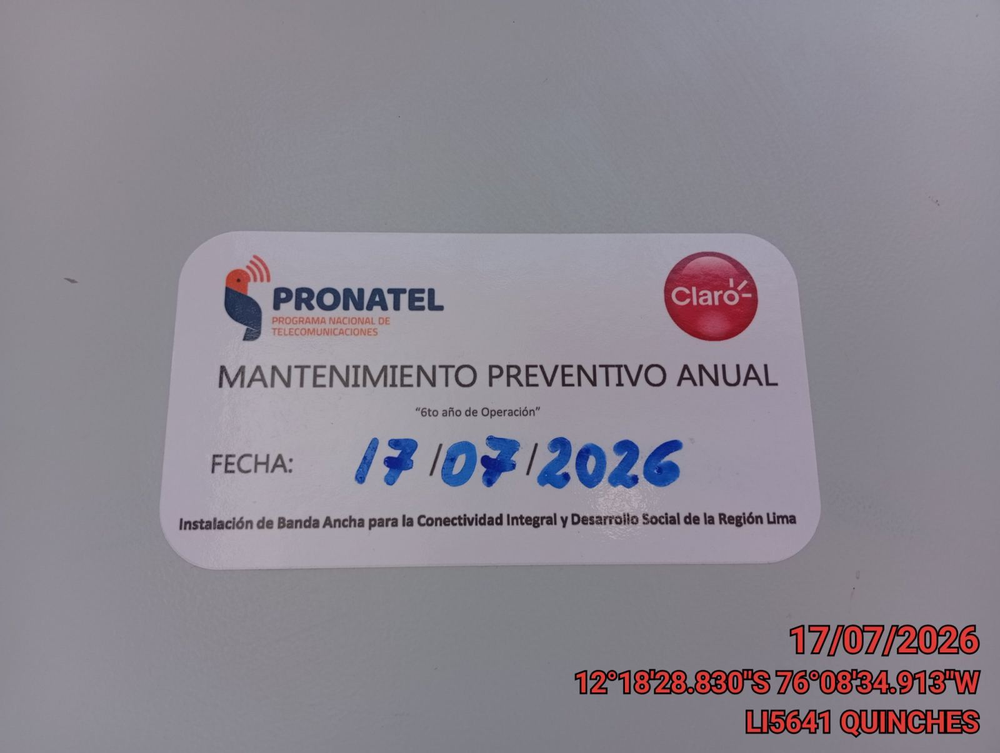 PRONATEL
PROGRAMA NACIONAL DE
TELECOMUNICACIONES
Claro
MANTENIMIENTO PREVENTIVO ANUAL
“6to año de Operación”
FECHA: 17/07/2026
Instalación de Banda Ancha para la Conectividad Integral y Desarrollo Social de la Región Lima
17/07/2026
12°18'28.830"S 76°08'34.913"W
LI5641 QUINCHES